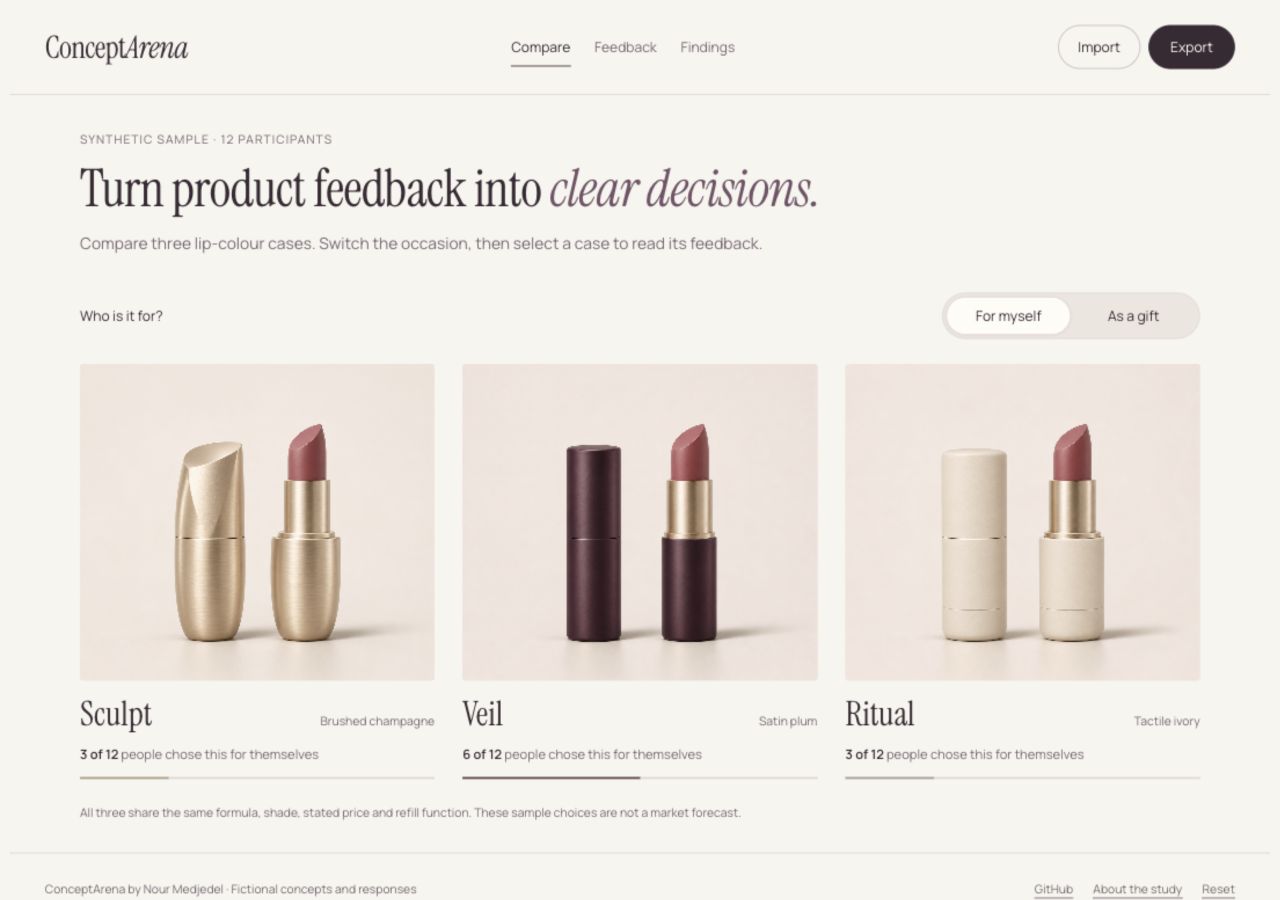 ConceptArena
Compare
Feedback
Findings
Import
Export
SYNTHETIC SAMPLE · 12 PARTICIPANTS
Turn product feedback into clear decisions.
Compare three lip-colour cases. Switch the occasion, then select a case to read its feedback.
Who is it for?
For myself
As a gift
Sculpt
Brushed champagne
3 of 12 people chose this for themselves
Veil
Satin plum
6 of 12 people chose this for themselves
Ritual
Tactile ivory
3 of 12 people chose this for themselves
All three share the same formula, shade, stated price and refill function. These sample choices are not a market forecast.
ConceptArena by Nour Medjedel · Fictional concepts and responses
GitHub
About the study
Reset